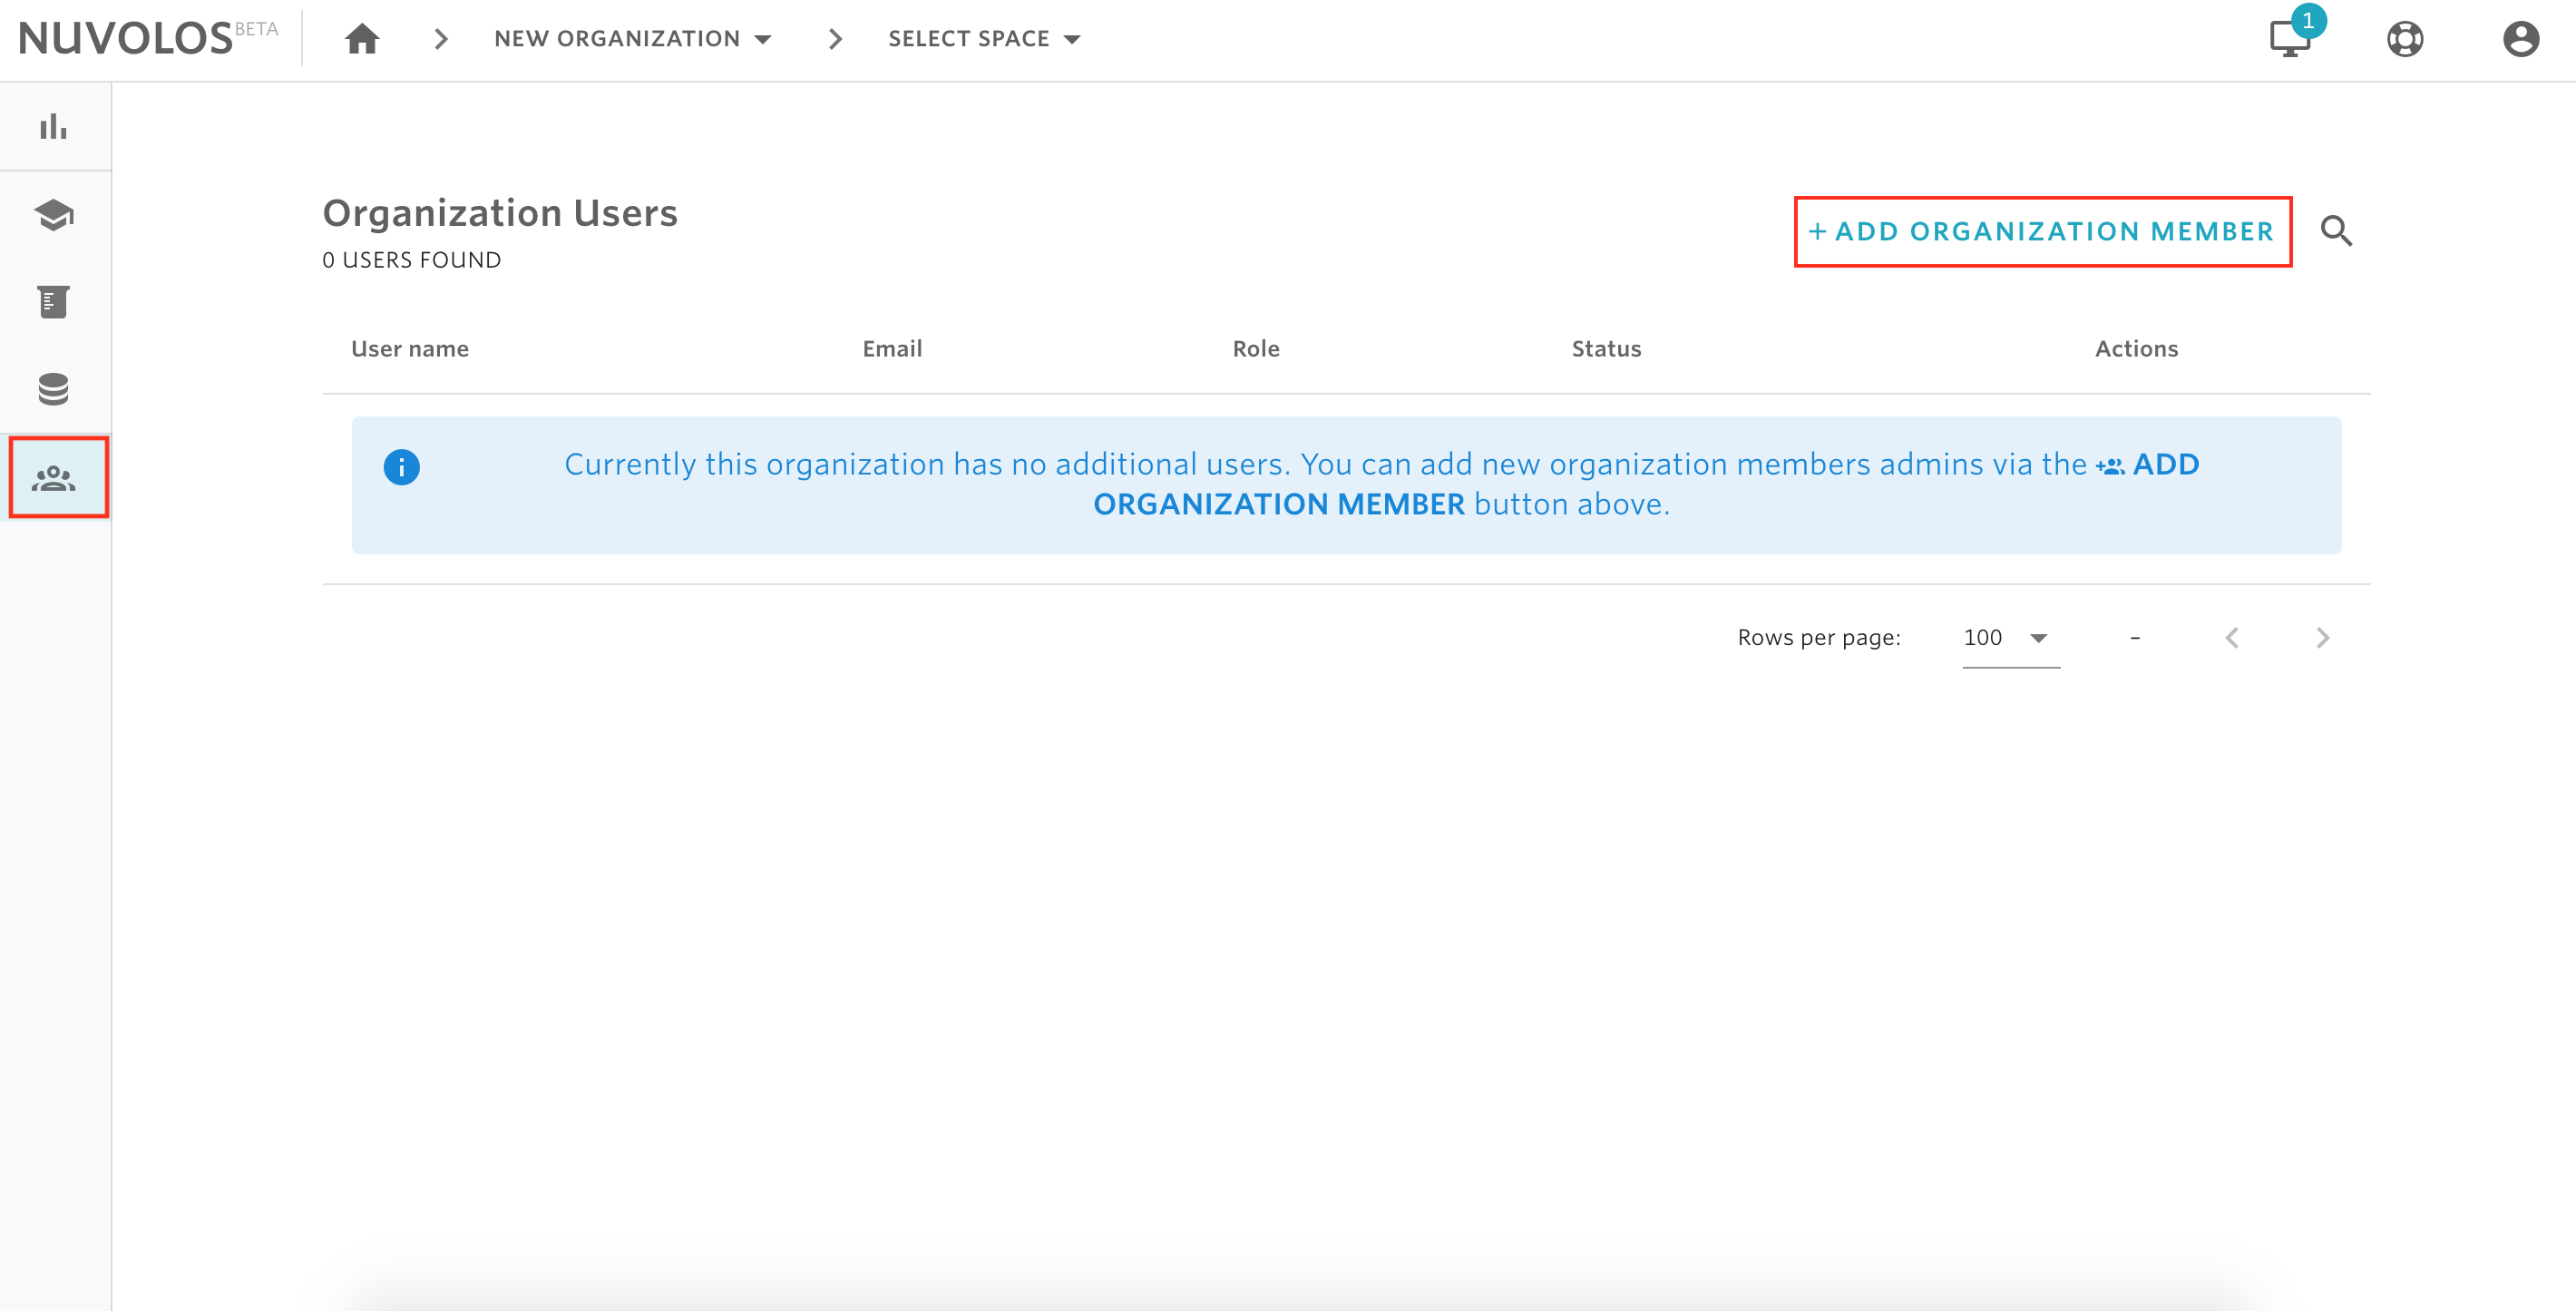 NUVOLOS BETA
NEW ORGANIZATION
SELECT SPACE
1
Organization Users
+ ADD ORGANIZATION MEMBER
0 USERS FOUND
User name Email Role Status Actions
Currently this organization has no additional users. You can add new organization members admins via the ADD
ORGANIZATION MEMBER button above.
Rows per page: 100 –